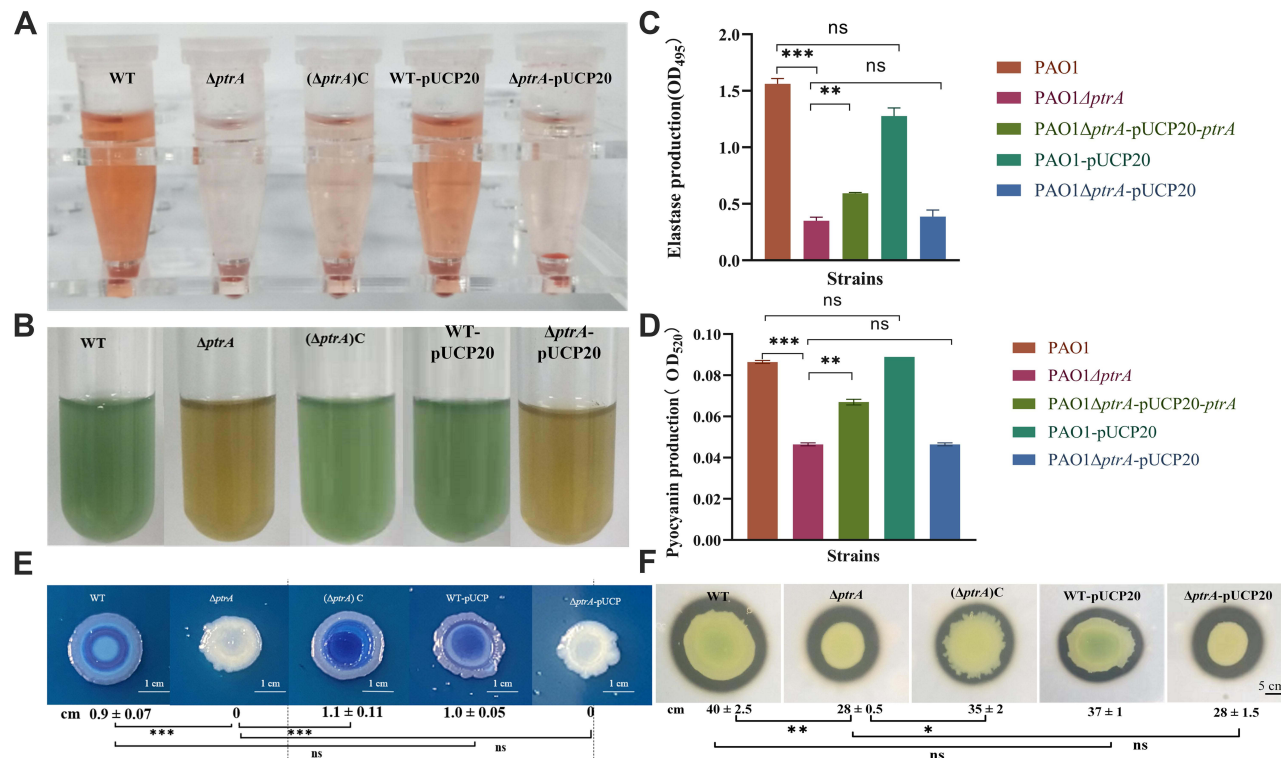 A
WT
ΔptrA
(ΔptrA)C
WT-pUCP20
ΔptrA-pUCP20
B
WT
ΔptrA
(ΔptrA)C
WT-
pUCP20
ΔptrA-
pUCP20
C
Elastase production(OD495)
2.0
1.5
1.0
0.5
0.0
ns
***
ns
**
Strains
PAO1
PAO1ΔptrA
PAO1ΔptrA-pUCP20-ptrA
PAO1-pUCP20
PAO1ΔptrA-pUCP20
D
Pyocyanin production( OD520)
0.10
0.08
0.06
0.04
0.02
0.00
ns
ns
***
**
Strains
PAO1
PAO1ΔptrA
PAO1ΔptrA-pUCP20-ptrA
PAO1-pUCP20
PAO1ΔptrA-pUCP20
E
WT
ΔptrA
(ΔptrA) C
WT-pUCP
ΔptrA-pUCP
1 cm
1 cm
1 cm
1 cm
1 cm
cm 0.9 ± 0.07 0 1.1 ± 0.11 1.0 ± 0.05 0
*** ***
ns
ns
F
WT
ΔptrA
(ΔptrA)C
WT-pUCP20
ΔptrA-pUCP20
5 cm
cm 40 ± 2.5 28 ± 0.5 35 ± 2 37 ± 1 28 ± 1.5
** *
ns
ns